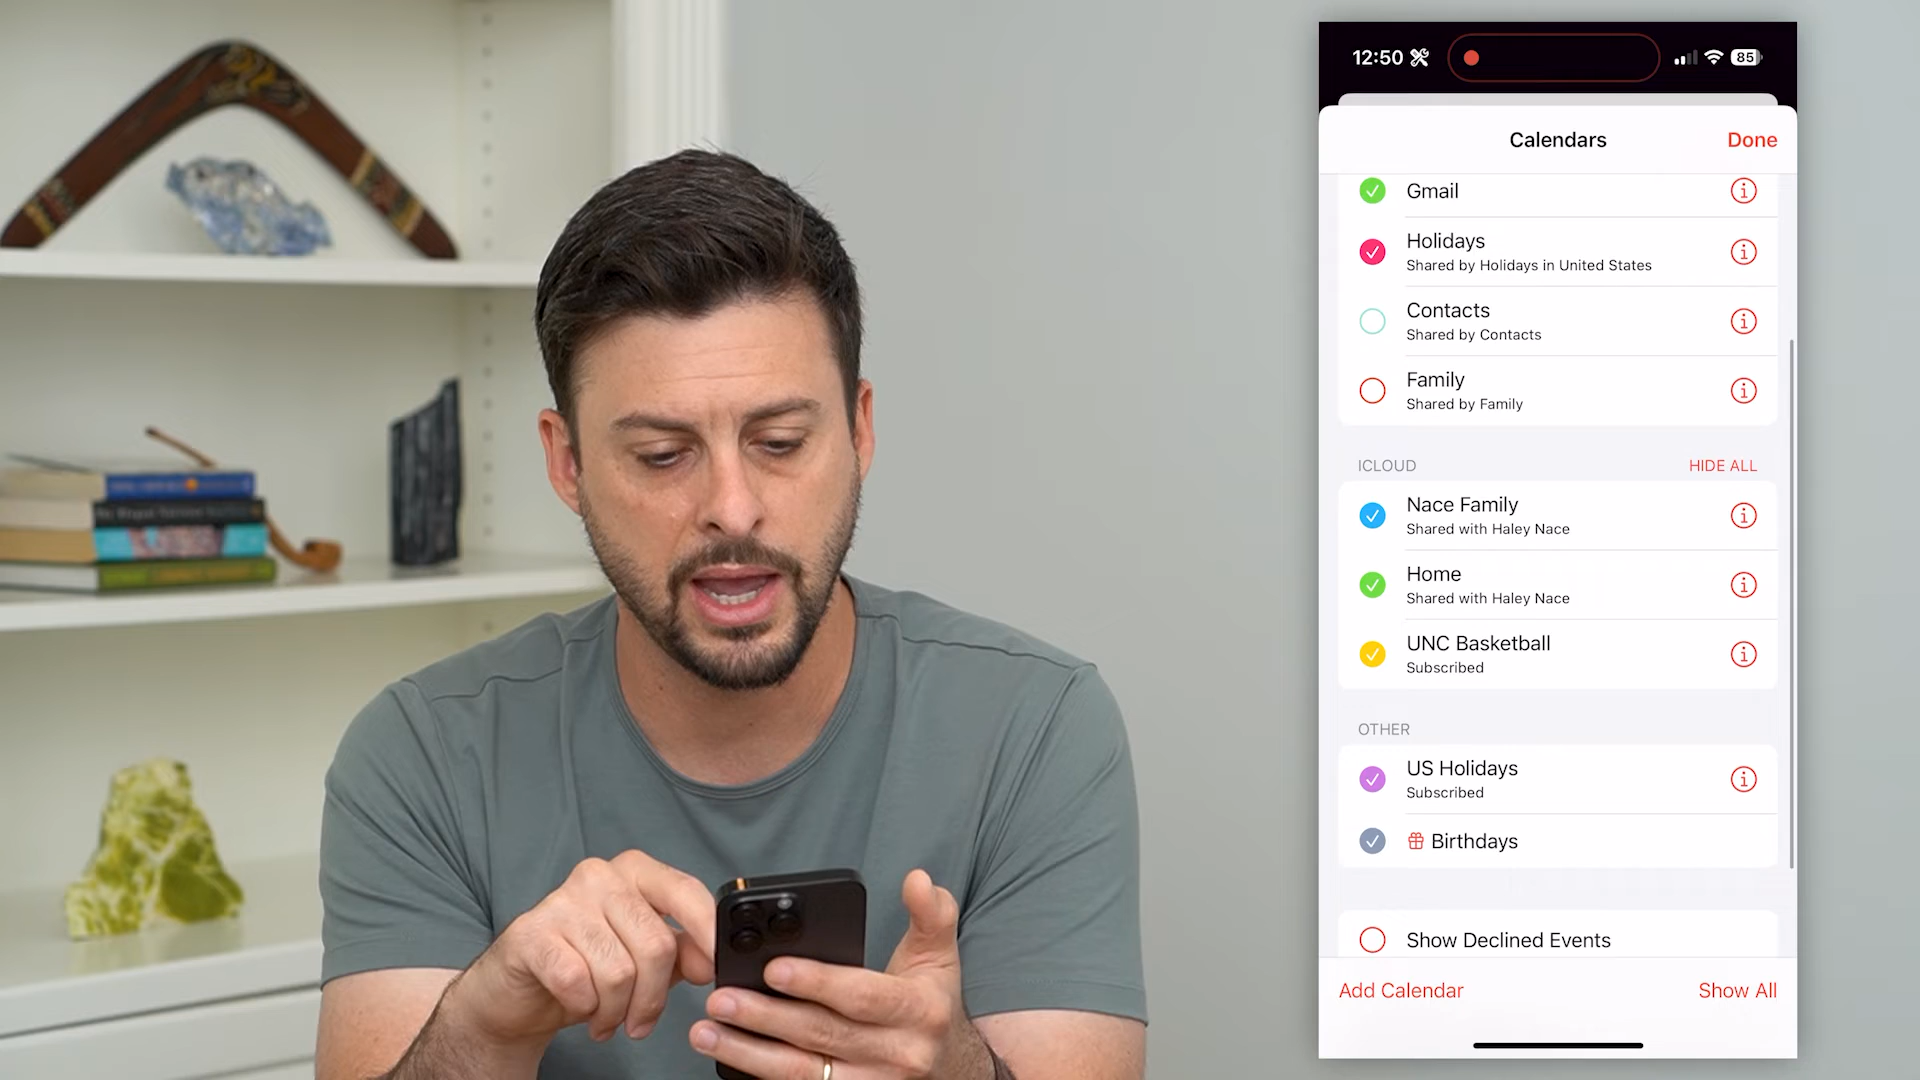 12:50
85
Calendars
Done
Gmail
Holidays
Shared by Holidays in United States
Contacts
Shared by Contacts
Family
Shared by Family
ICLOUD
HIDE ALL
Nace Family
Shared with Haley Nace
Home
Shared with Haley Nace
UNC Basketball
Subscribed
OTHER
US Holidays
Subscribed
Birthdays
Show Declined Events
Add Calendar
Show All